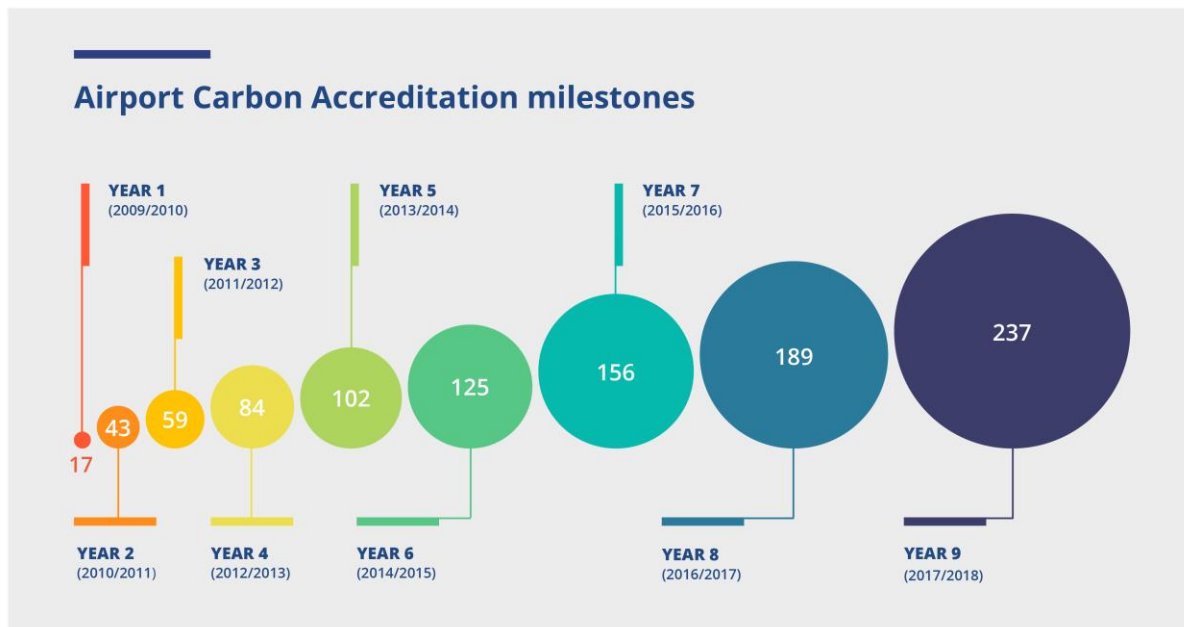 Airport Carbon Accreditation milestones
YEAR 1
(2009/2010)
YEAR 5
(2013/2014)
YEAR 7
(2015/2016)
YEAR 3
(2011/2012)
17
43
59
84
102
125
156
189
237
YEAR 2
(2010/2011)
YEAR 4
(2012/2013)
YEAR 6
(2014/2015)
YEAR 8
(2016/2017)
YEAR 9
(2017/2018)